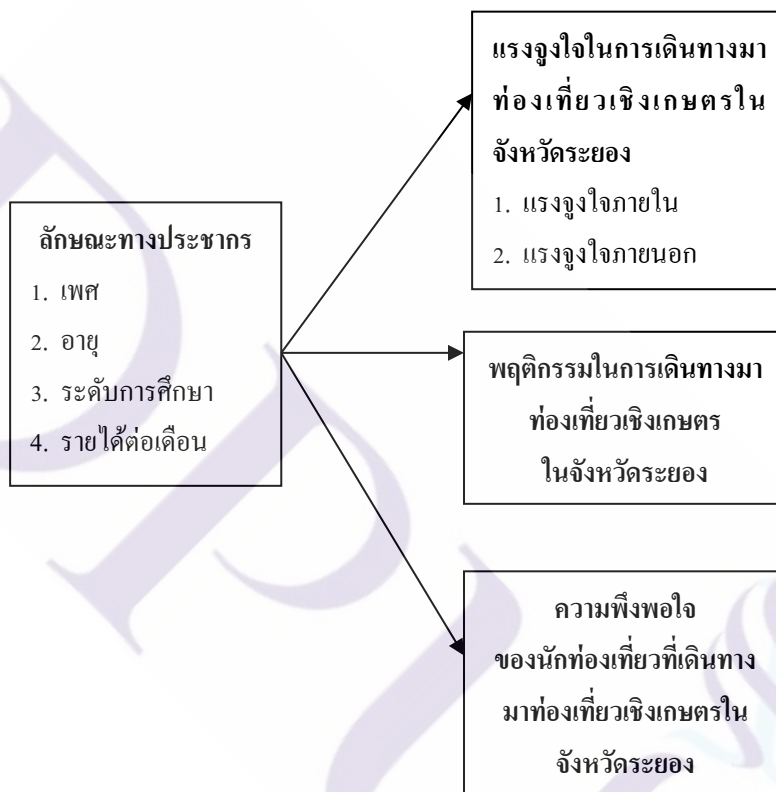 ลักษณะทางประชากร
1. เพศ
2. อายุ
3. ระดับการศึกษา
4. รายได้ต่อเดือน
แรงจูงใจในการเดินทางมา
ท่องเที่ยวเชิงเกษตรใน
จังหวัดระยอง
1. แรงจูงใจภายใน
2. แรงจูงใจภายนอก
พฤติกรรมในการเดินทางมา
ท่องเที่ยวเชิงเกษตร
ในจังหวัดระยอง
ความพึงพอใจ
ของนักท่องเที่ยวที่เดินทาง
มาท่องเที่ยวเชิงเกษตรใน
จังหวัดระยอง